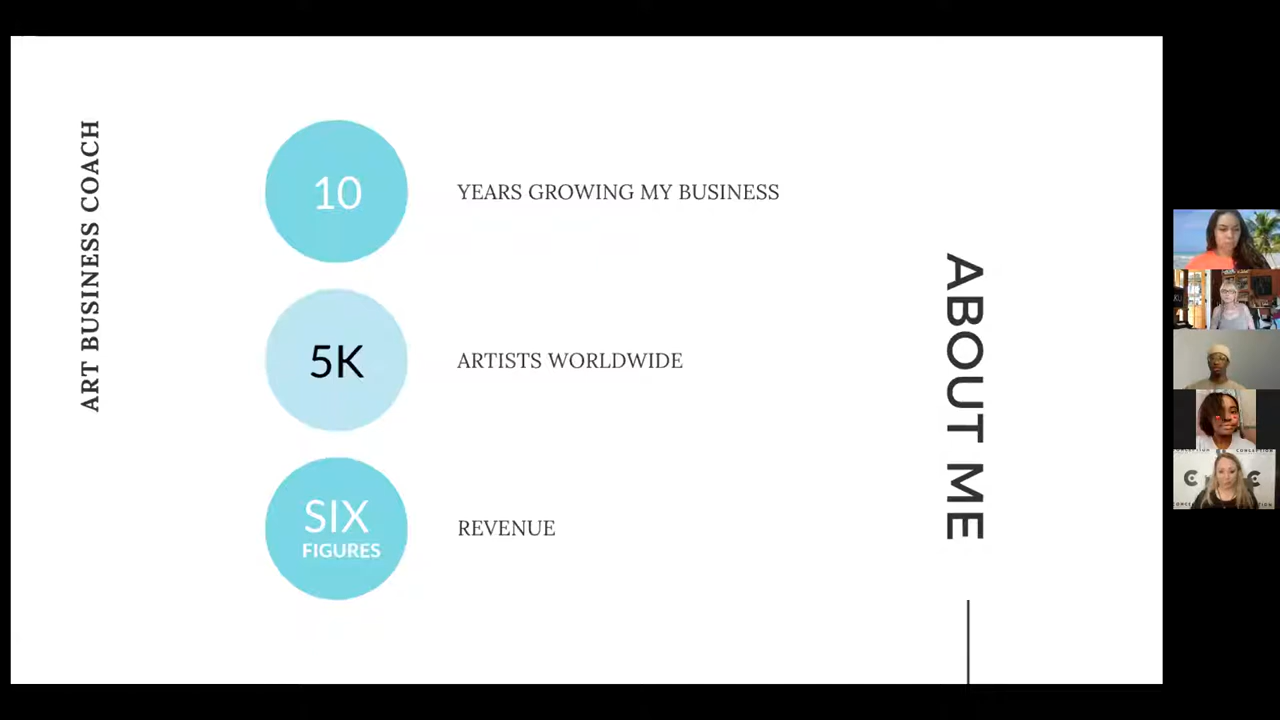 ART BUSINESS COACH
10
YEARS GROWING MY BUSINESS
5K
ARTISTS WORLDWIDE
SIX
FIGURES
REVENUE
ABOUT ME